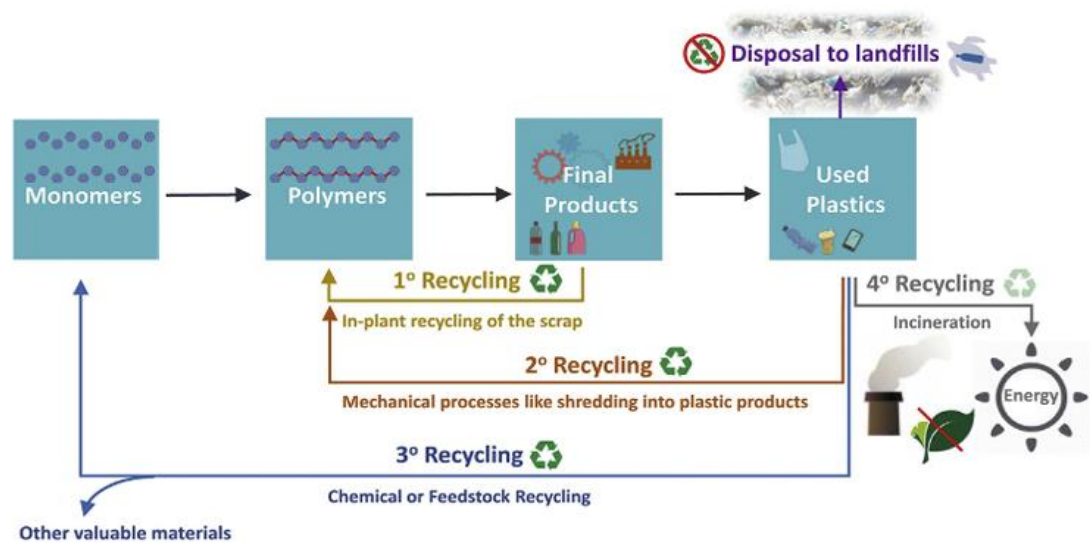 Disposal to landfills
Monomers
Polymers
Final
Products
Used
Plastics
1º Recycling
In-plant recycling of the scrap
4º Recycling
Incineration
2º Recycling
Mechanical processes like shredding into plastic products
Energy
3º Recycling
Chemical or Feedstock Recycling
Other valuable materials